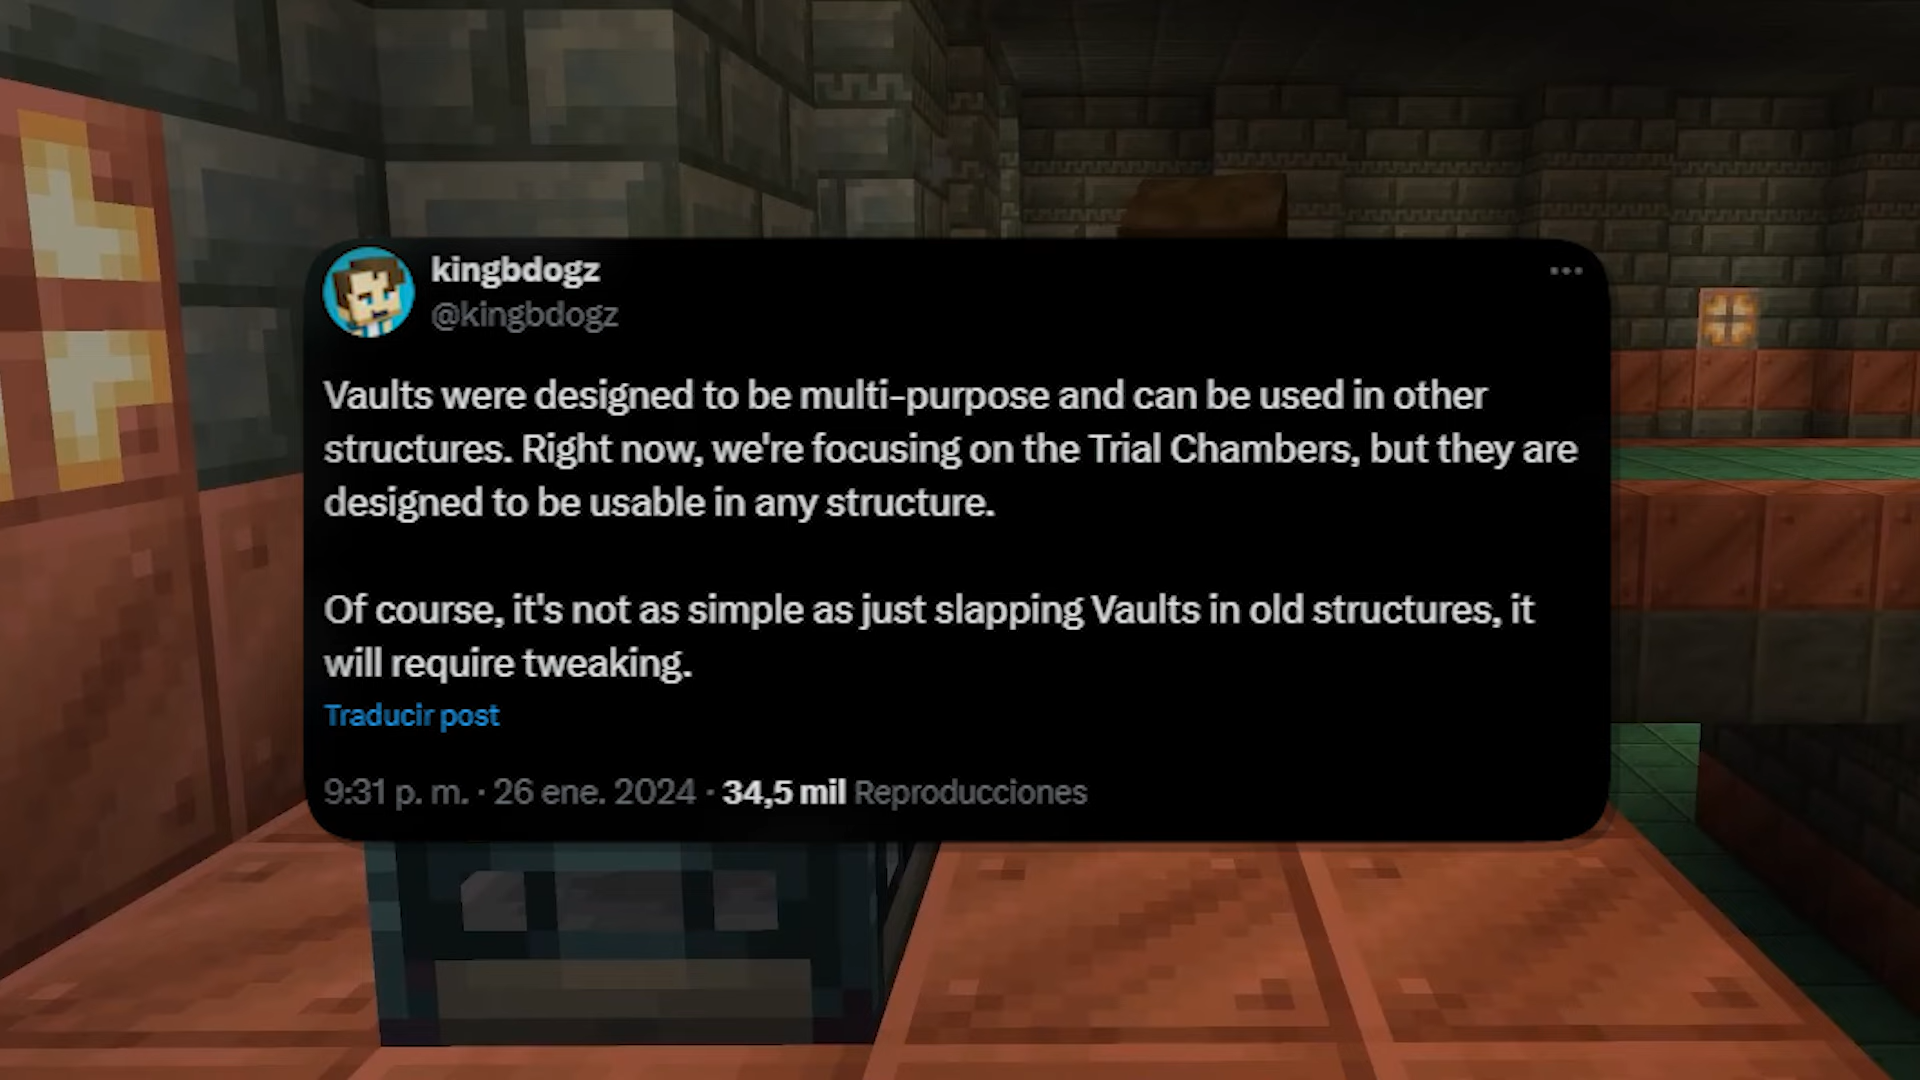 kingbdogz
@kingbdogz
Vaults were designed to be multi-purpose and can be used in other
structures. Right now, we're focusing on the Trial Chambers, but they are
designed to be usable in any structure.
Of course, it's not as simple as just slapping Vaults in old structures, it
will require tweaking.
Traducir post
9:31 p. m. · 26 ene. 2024 · 34,5 mil Reproducciones